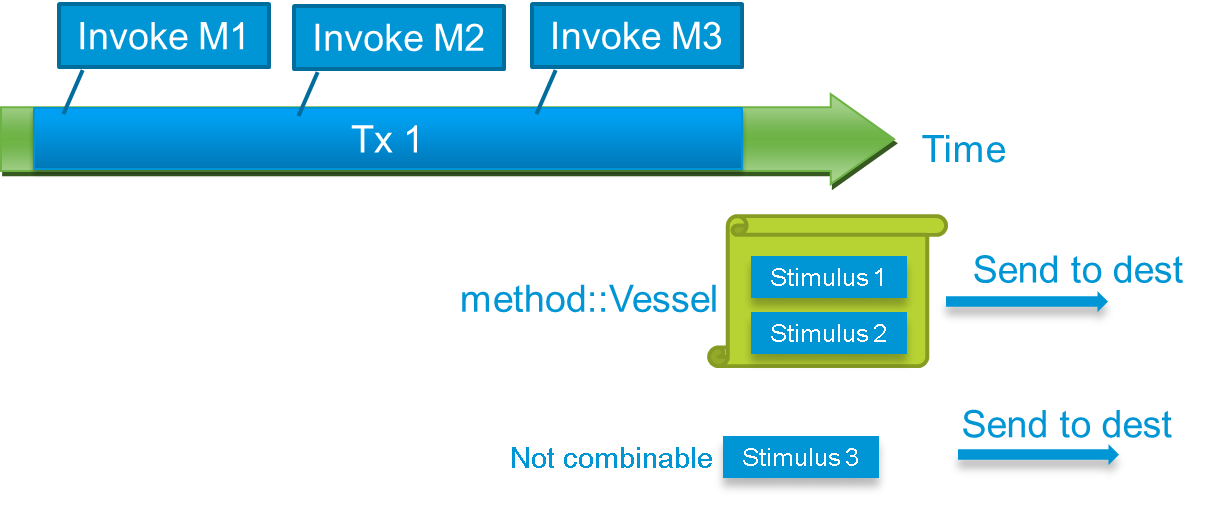 Invoke M1
Invoke M2
Invoke M3
Tx 1
Time
method::Vessel
Stimulus 1
Stimulus 2
Send to dest
Not combinable
Stimulus 3
Send to dest